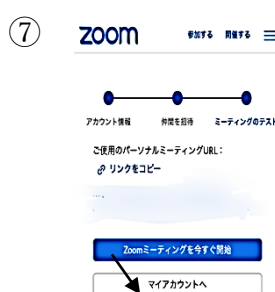 ⑦
zoom 参加する 開催する
アカウント情報 仲間を招待 ミーティングのテスト
ご使用のパーソナルミーティングURL：
リンクをコピー
Zoomミーティングを今すぐ開始
マイアカウントへ